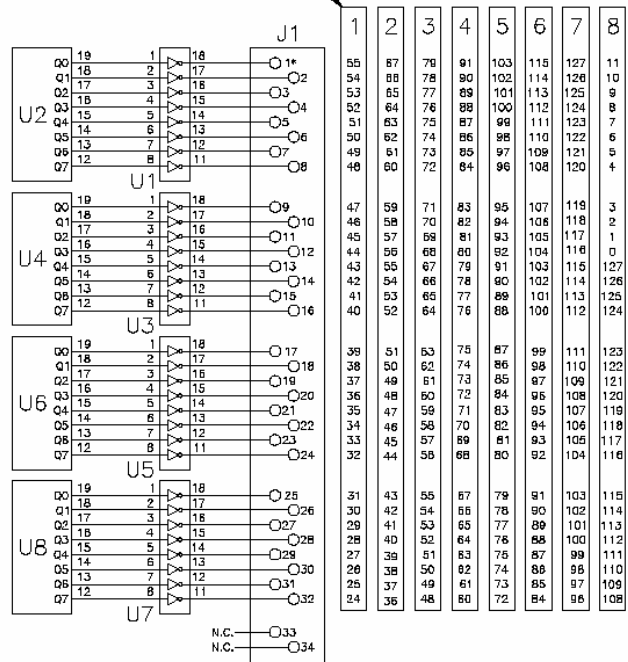 J1 1 2 3 4 5 6 7 8
Q0 19 1 18 1* 55 67 79 91 103 115 127 11
Q1 18 2 17 2 54 66 78 90 102 114 126 10
Q2 17 3 16 3 53 65 77 89 101 113 125 9
Q3 16 4 15 4 52 64 76 88 100 112 124 8
U2
Q4 15 5 14 5 51 63 75 87 99 111 123 7
Q5 14 6 13 6 50 62 74 86 98 110 122 6
Q6 13 7 12 7 49 61 73 85 97 109 121 5
Q7 12 8 11 8 48 60 72 84 96 108 120 4
U1
Q0 19 1 18 9 47 59 71 83 95 107 119 3
Q1 18 2 17 10 46 58 70 82 94 106 118 2
Q2 17 3 16 11 45 57 69 81 93 105 117 1
Q3 16 4 15 12 44 56 68 80 92 104 116 0
U4
Q4 15 5 14 13 43 55 67 79 91 103 115 127
Q5 14 6 13 14 42 54 66 78 90 102 114 126
Q6 13 7 12 15 41 53 65 77 89 101 113 125
Q7 12 8 11 16 40 52 64 76 88 100 112 124
U3
Q0 19 1 18 17 39 51 63 75 87 99 111 123
Q1 18 2 17 18 38 50 62 74 86 98 110 122
Q2 17 3 16 19 37 49 61 73 85 97 109 121
Q3 16 4 15 20 36 48 60 72 84 96 108 120
U6
Q4 15 5 14 21 35 47 59 71 83 95 107 119
Q5 14 6 13 22 34 46 58 70 82 94 106 118
Q6 13 7 12 23 33 45 57 69 81 93 105 117
Q7 12 8 11 24 32 44 56 68 80 92 104 116
U5
Q0 19 1 18 25 31 43 55 67 79 91 103 115
Q1 18 2 17 26 30 42 54 66 78 90 102 114
Q2 17 3 16 27 29 41 53 65 77 89 101 113
Q3 16 4 15 28 28 40 52 64 76 88 100 112
U8
Q4 15 5 14 29 27 39 51 63 75 87 99 111
Q5 14 6 13 30 26 38 50 62 74 86 98 110
Q6 13 7 12 31 25 37 49 61 73 85 97 109
Q7 12 8 11 32 24 36 48 60 72 84 96 108
U7
N.C. 33
N.C. 34